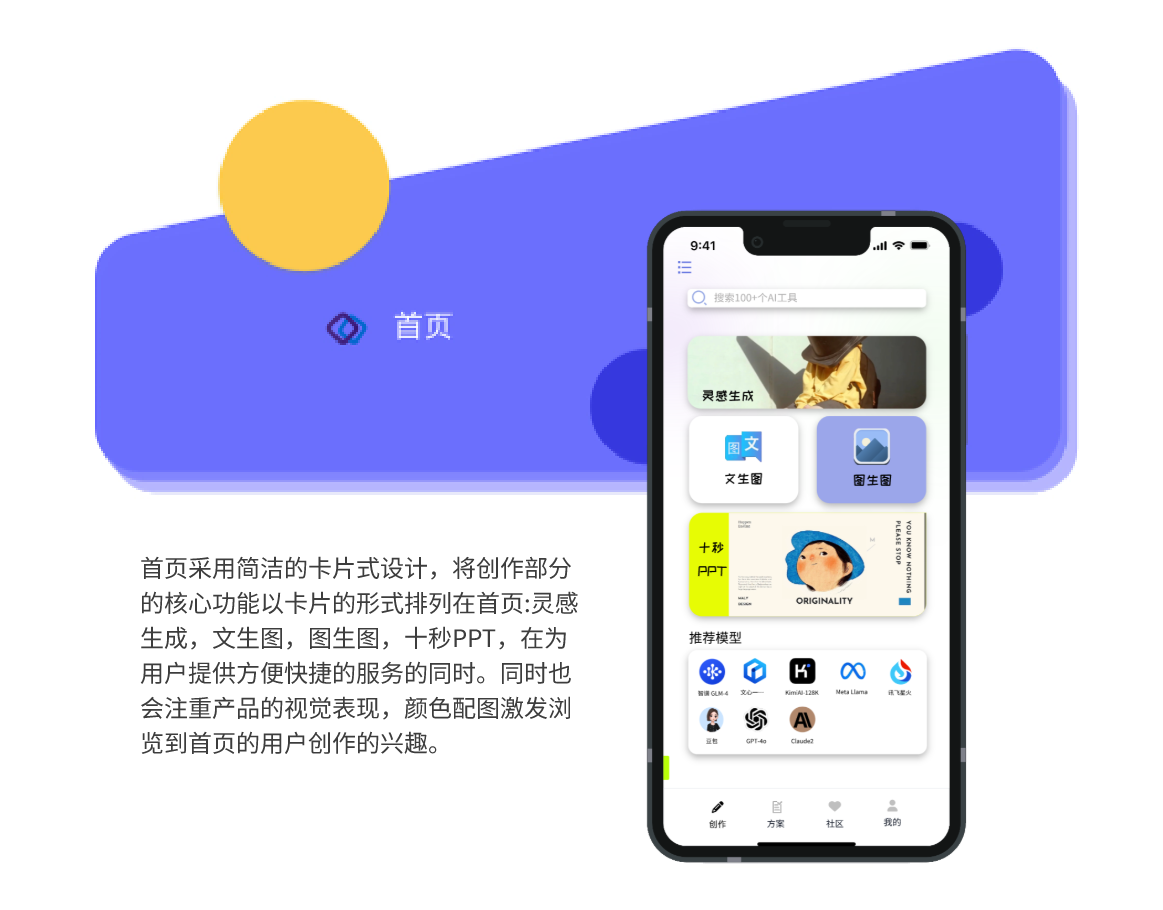 首页
首页采用简洁的卡片式设计，将创作部分
的核心功能以卡片的形式排列在首页:灵感
生成，文生图，图生图，十秒PPT，在为
用户提供方便快捷的服务的同时。同时也
会注重产品的视觉表现，颜色配图激发浏
览到首页的用户创作的兴趣。
9:41
搜索100+个AI工具
灵感生成
图 文
文生图
图生图
十秒
PPT
YOU KNOW NOTHING
PLEASE STOP
ORIGINALITY
推荐模型
智谱 GLM-4
文心一一
KimiAI-128K
Meta Llama
讯飞星火
豆包
GPT-4o
Claude2
创作
方案
社区
我的